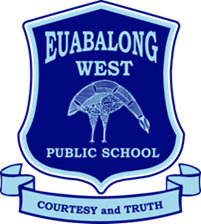 EUABALONG
WEST
PUBLIC SCHOOL
COURTESY and TRUTH